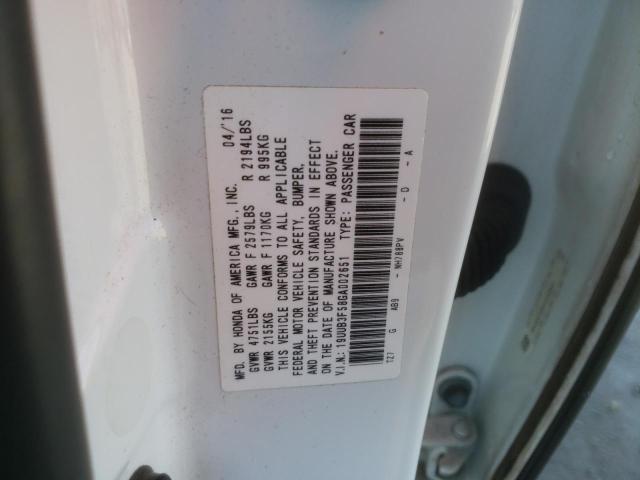 MFD. BY HONDA OF AMERICA MFG., INC. 04/'16
GVWR 4751LBS GAWR F 2579LBS R 2194LBS
GVWR 2155KG GAWR F 1170KG R 995KG
THIS VEHICLE CONFORMS TO ALL APPLICABLE
FEDERAL MOTOR VEHICLE SAFETY, BUMPER,
AND THEFT PREVENTION STANDARDS IN EFFECT
ON THE DATE OF MANUFACTURE SHOWN ABOVE.
V.I.N.: 19UUB3F58GA002651 TYPE: PASSENGER CAR
TZ7 G AB9 - NH788PV - D - A